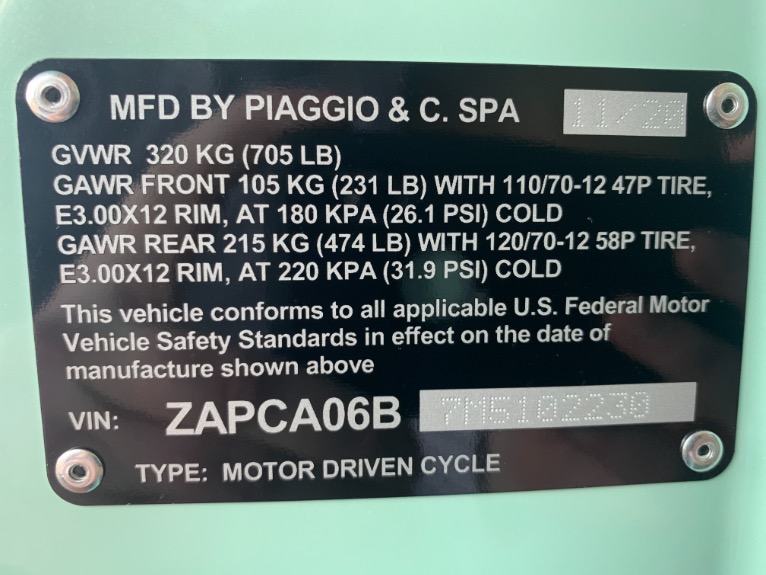 MFD BY PIAGGIO & C. SPA 11/20
GVWR 320 KG (705 LB)
GAWR FRONT 105 KG (231 LB) WITH 110/70-12 47P TIRE,
E3.00X12 RIM, AT 180 KPA (26.1 PSI) COLD
GAWR REAR 215 KG (474 LB) WITH 120/70-12 58P TIRE,
E3.00X12 RIM, AT 220 KPA (31.9 PSI) COLD
This vehicle conforms to all applicable U.S. Federal Motor
Vehicle Safety Standards in effect on the date of
manufacture shown above
VIN: ZAPCA06B 7M5102230
TYPE: MOTOR DRIVEN CYCLE